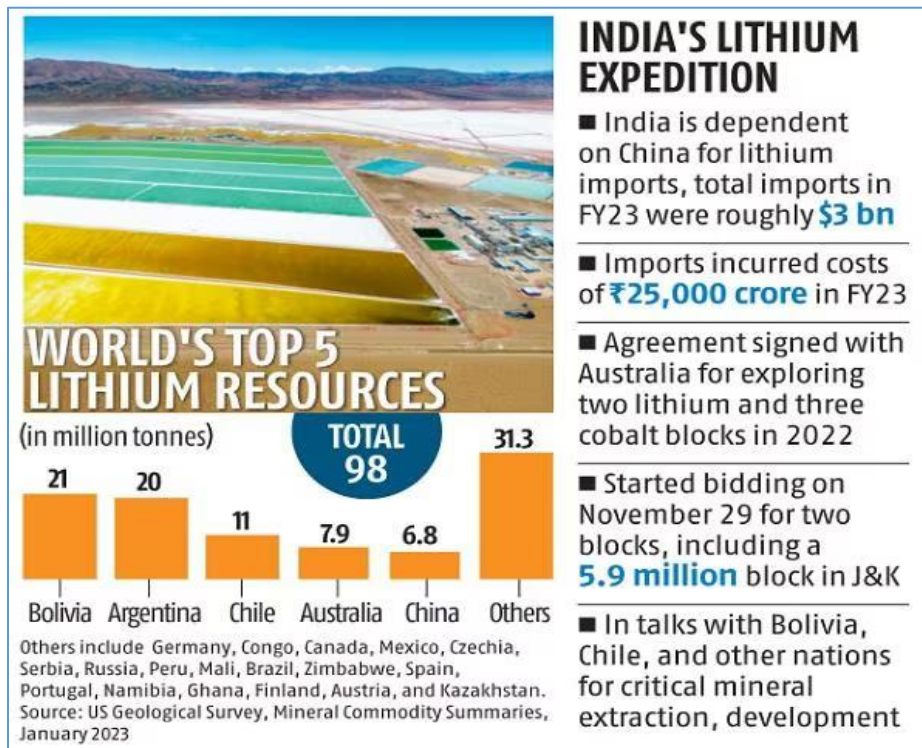 WORLD'S TOP 5
LITHIUM RESOURCES
(in million tonnes)
TOTAL
98
21
20
11
7.9
6.8
31.3
Bolivia
Argentina
Chile
Australia
China
Others
Others include Germany, Congo, Canada, Mexico, Czechia,
Serbia, Russia, Peru, Mali, Brazil, Zimbabwe, Spain,
Portugal, Namibia, Ghana, Finland, Austria, and Kazakhstan.
Source: US Geological Survey, Mineral Commodity Summaries,
January 2023
INDIA'S LITHIUM
EXPEDITION
■ India is dependent
on China for lithium
imports, total imports in
FY23 were roughly $3 bn
■ Imports incurred costs
of ₹25,000 crore in FY23
■ Agreement signed with
Australia for exploring
two lithium and three
cobalt blocks in 2022
■ Started bidding on
November 29 for two
blocks, including a
5.9 million block in J&K
■ In talks with Bolivia,
Chile, and other nations
for critical mineral
extraction, development